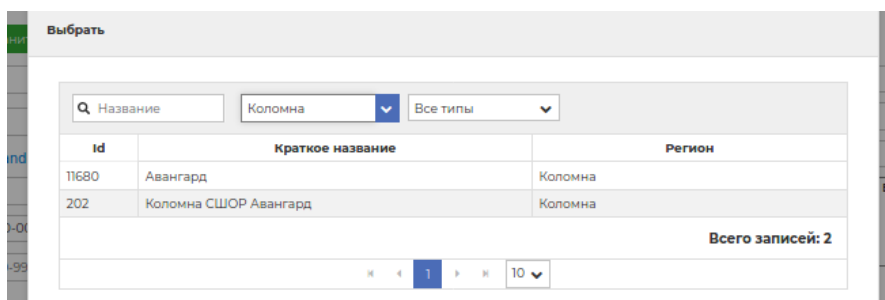 Выбрать
Название
Коломна
Все типы
Id Краткое название Регион
11680 Авангард Коломна
202 Коломна СШОР Авангард Коломна
Всего записей: 2
1 10